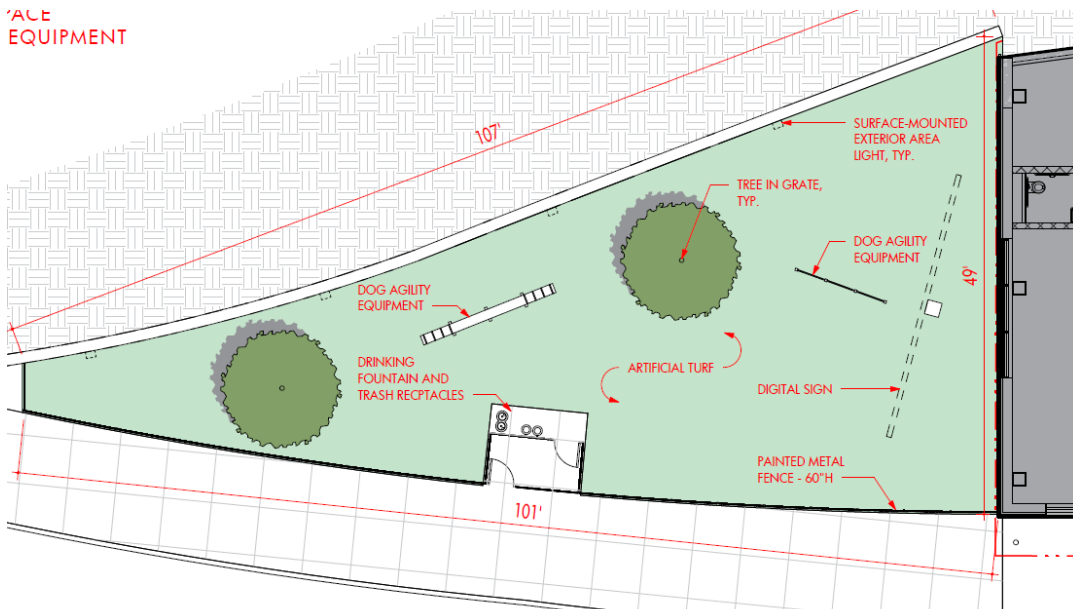 EQUIPMENT
107'
SURFACE-MOUNTED
EXTERIOR AREA
LIGHT, TYP.
TREE IN GRATE,
TYP.
DOG AGILITY
EQUIPMENT
49'
DOG AGILITY
EQUIPMENT
DRINKING
FOUNTAIN AND
TRASH RECPTACLES
ARTIFICIAL TURF
DIGITAL SIGN
PAINTED METAL
FENCE - 60"H
101'